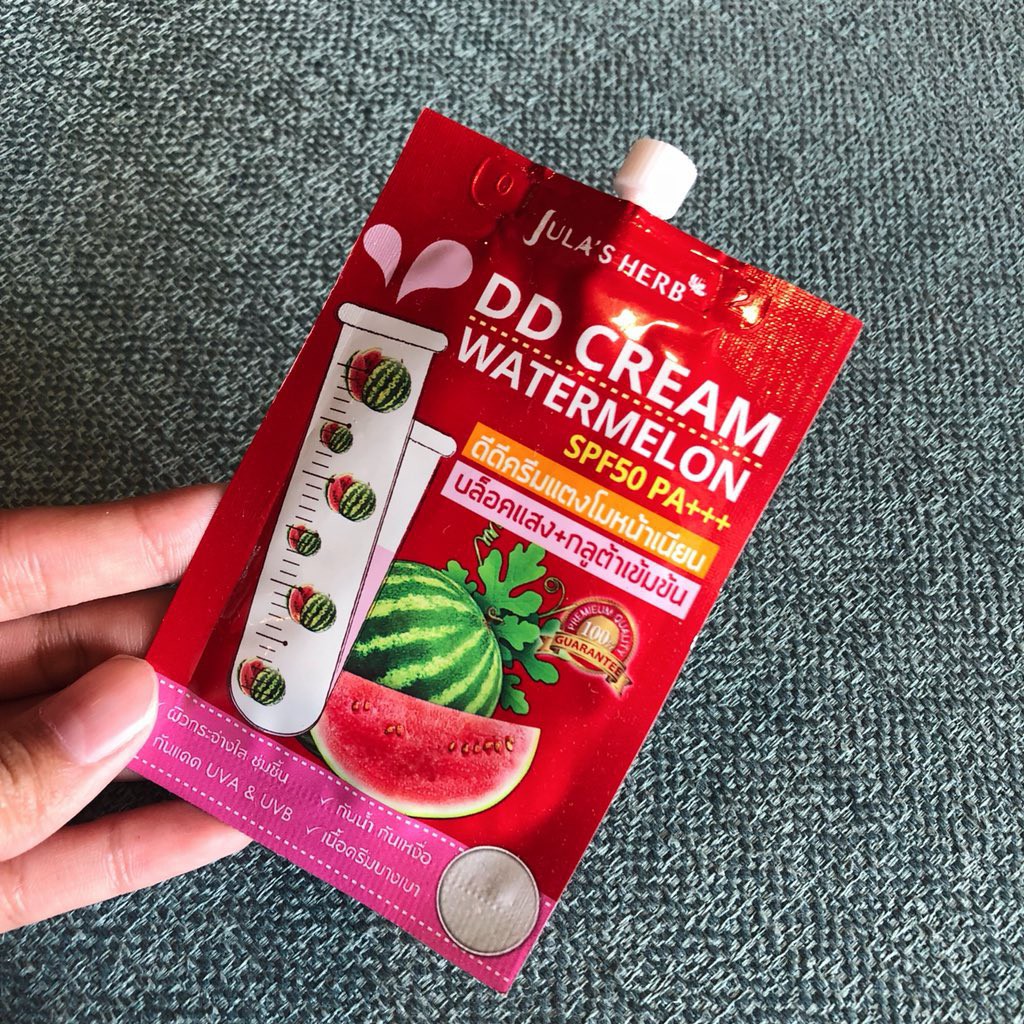 JULA'S HERB
DD CREAM
WATERMELON
SPF50 PA+++
ดีดีครีมแตงโมหน้าเนียน
บล็อคแสง+กลูต้าเข้มข้น
PREMIELUM QUALITY
100%
GUARANTEE
✓ ผิวกระจ่างใส ชุ่มชื้น
กันแดด UVA & UVB
✓ กันน้ำ กันเหงื่อ
✓ เนื้อครีมบางเบา